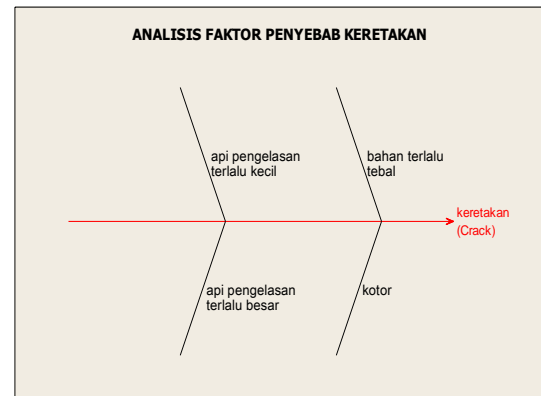 ANALISIS FAKTOR PENYEBAB KERETAKAN
api pengelasan
terlalu kecil
bahan terlalu
tebal
keretakan
(Crack)
api pengelasan
terlalu besar
kotor